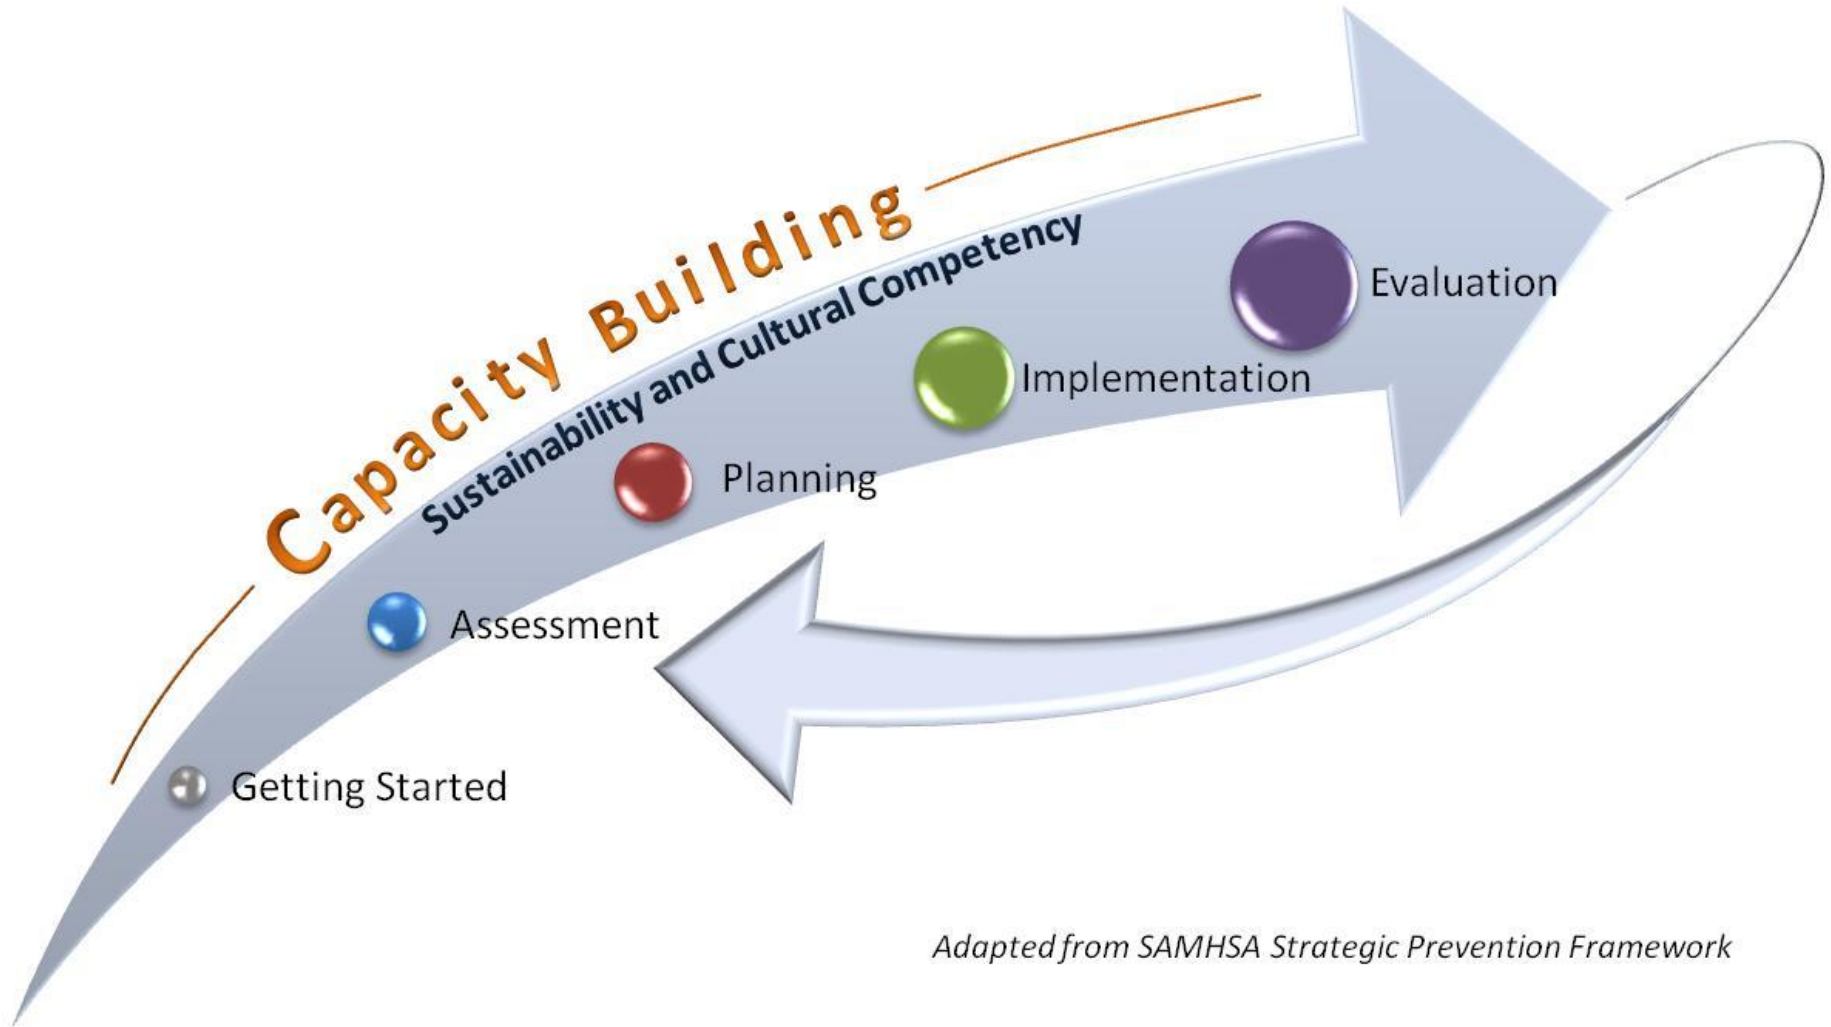 Capacity Building
Sustainability and Cultural Competency
Evaluation
Implementation
Planning
Assessment
Getting Started
Adapted from SAMHSA Strategic Prevention Framework